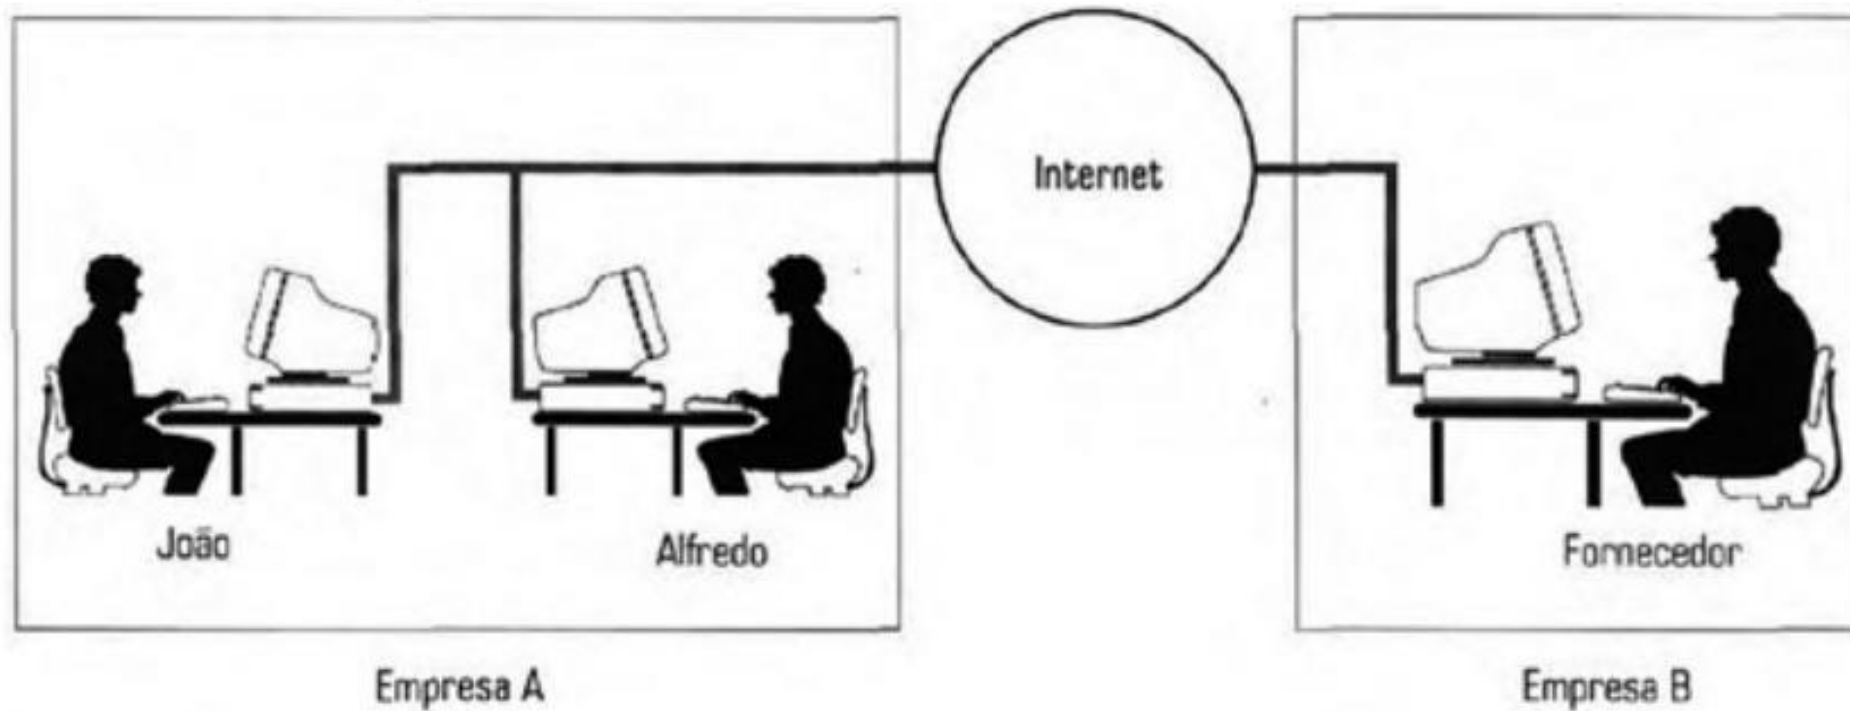 Internet
João
Alfredo
Fornecedor
Empresa A
Empresa B